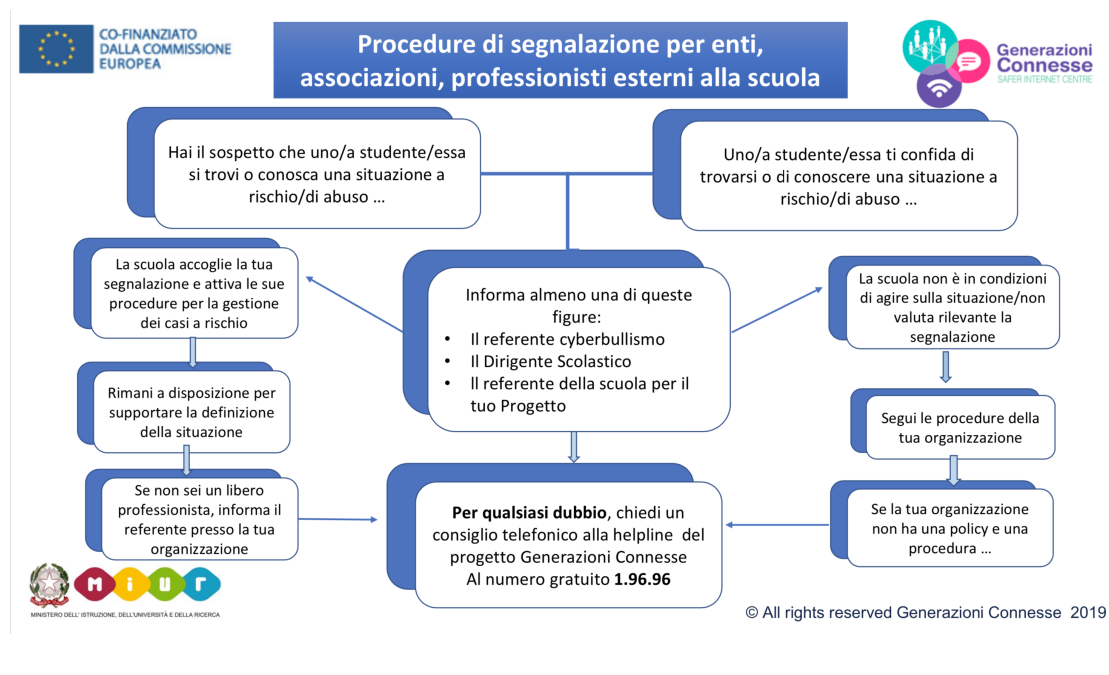 CO-FINANZIATO
DALLA COMMISSIONE
EUROPEA
Procedure di segnalazione per enti,
associazioni, professionisti esterni alla scuola
Generazioni
Connesse
SAFER INTERNET CENTRE
Hai il sospetto che uno/a studente/essa
si trovi o conosca una situazione a
rischio/di abuso …
Uno/a studente/essa ti confida di
trovarsi o di conoscere una situazione a
rischio/di abuso …
La scuola accoglie la tua
segnalazione e attiva le sue
procedure per la gestione
dei casi a rischio
Informa almeno una di queste
figure:
• Il referente cyberbullismo
• Il Dirigente Scolastico
• Il referente della scuola per il
tuo Progetto
La scuola non è in condizioni
di agire sulla situazione/non
valuta rilevante la
segnalazione
Rimani a disposizione per
supportare la definizione
della situazione
Segui le procedure della
tua organizzazione
Se non sei un libero
professionista, informa il
referente presso la tua
organizzazione
Per qualsiasi dubbio, chiedi un
consiglio telefonico alla helpline del
progetto Generazioni Connesse
Al numero gratuito 1.96.96
Se la tua organizzazione
non ha una policy e una
procedura …
MIUR
MINISTERO DELL' ISTRUZIONE, DELL'UNIVERSITÀ E DELLA RICERCA
© All rights reserved Generazioni Connesse 2019